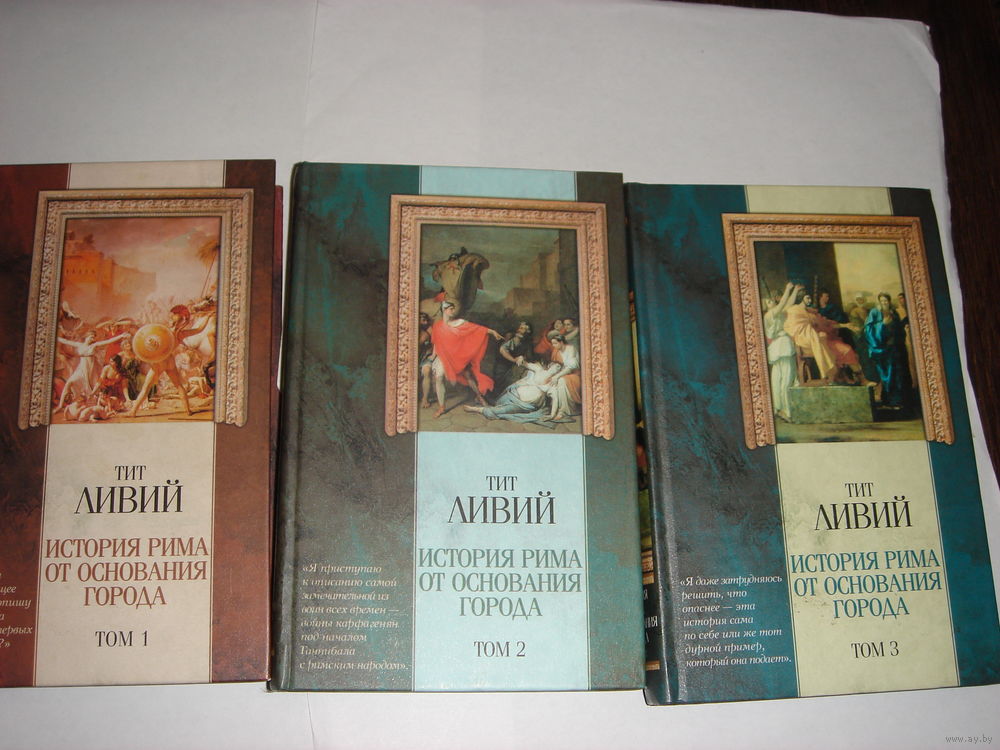 ТИТ
ЛИВИЙ
ИСТОРИЯ РИМА
ОТ ОСНОВАНИЯ
ГОРОДА
ТОМ 1
щее
опишу
а
первых
?»
ТИТ
ЛИВИЙ
ИСТОРИЯ РИМА
ОТ ОСНОВАНИЯ
ГОРОДА
ТОМ 2
«Я приступаю
к описанию самой
замечательной из
войн всех времен —
войны карфагенян
под началом
Ганнибала
с римским народом».
ТИТ
ЛИВИЙ
ИСТОРИЯ РИМА
ОТ ОСНОВАНИЯ
ГОРОДА
ТОМ 3
«Я даже затрудняюсь
решить, что
опаснее — эта
история сама
по себе или же тот
дурной пример,
который она подает».
www.ay.by